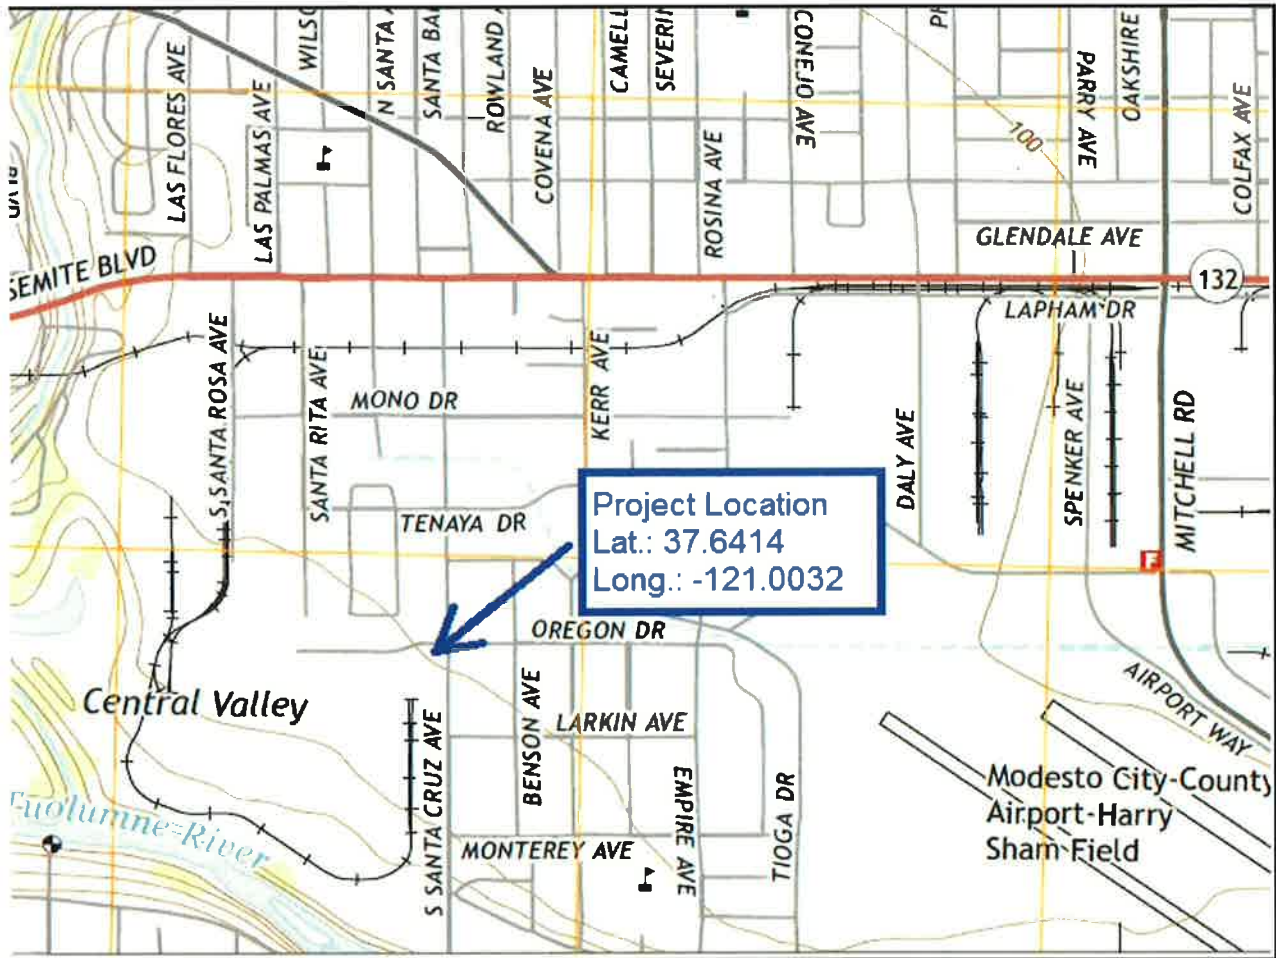 LAS FLORES AVE
LAS PALMAS AVE
WILSO
N SANTA
SANTA BA
ROWLAND
COVENA AVE
CAMELL
SEVERIN
ROSINA AVE
CONEJO AVE
PH
100
PARRY AVE
OAKSHIRE
COLFAX AVE
GLENDALE AVE
SEMITE BLVD
132
LAPHAM DR
S SANTA ROSA AVE
SANTA RITA AVE
MONO DR
KERR AVE
DALY AVE
SPENKER AVE
MITCHELL RD
TENAYA DR
Project Location
Lat.: 37.6414
Long.: -121.0032
F
OREGON DR
Central Valley
S SANTA CRUZ AVE
BENSON AVE
LARKIN AVE
EMPIRE AVE
TIOGA DR
AIRPORT WAY
Modesto City-County
Airport-Harry
Sham Field
Tuolumne River
MONTEREY AVE